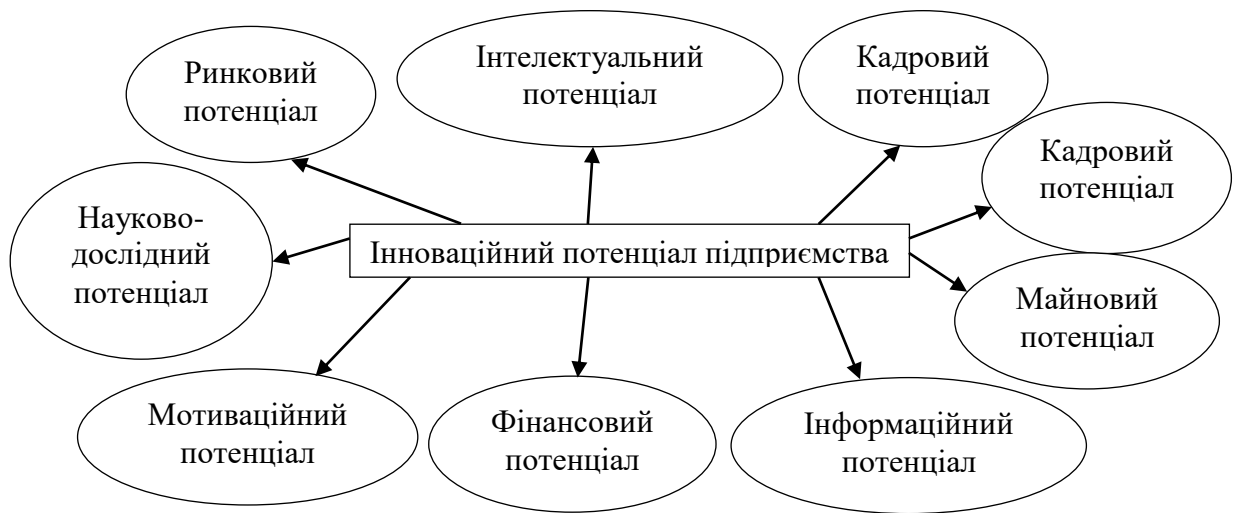 Ринковий
потенціал
Інтелектуальний
потенціал
Кадровий
потенціал
Кадровий
потенціал
Науково-
дослідний
потенціал
Інноваційний потенціал підприємства
Майновий
потенціал
Мотиваційний
потенціал
Фінансовий
потенціал
Інформаційний
потенціал